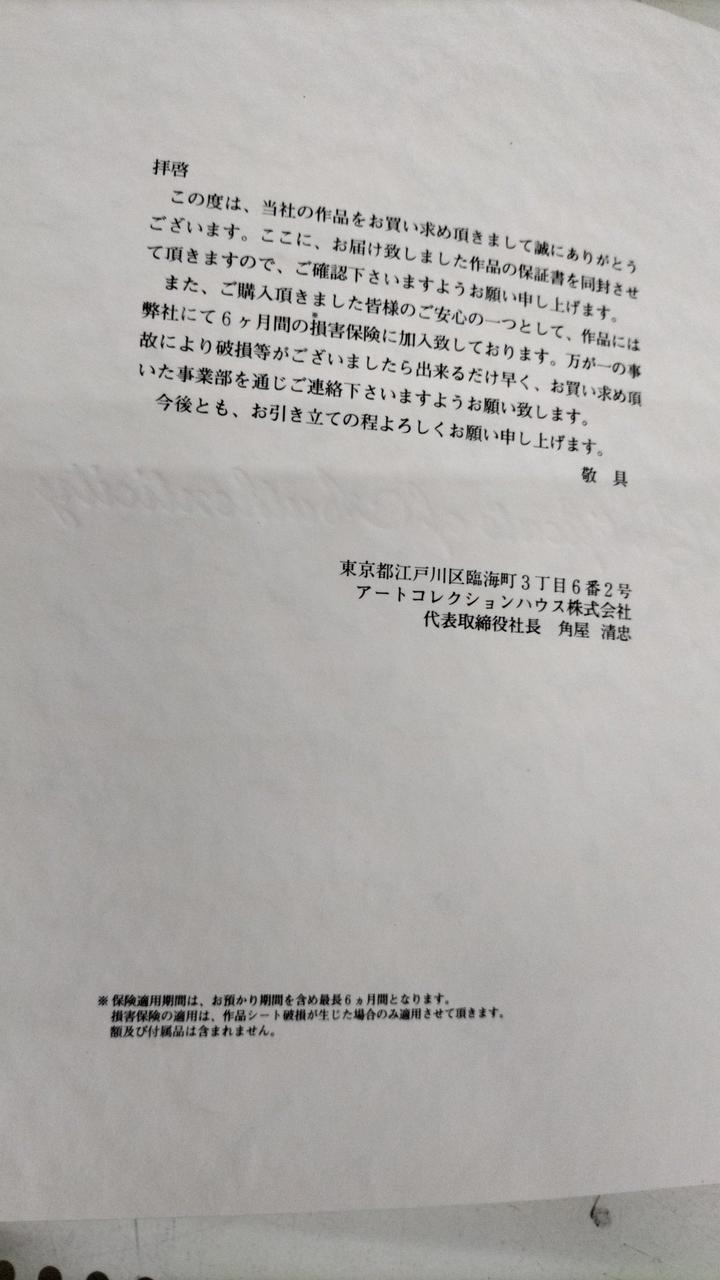 拝啓
この度は、当社の作品をお買い求め頂きまして誠にありがとう
ございます。ここに、お届け致しました作品の保証書を同封させ
て頂きますので、ご確認下さいますようお願い申し上げます。
また、ご購入頂きました皆様のご安心の一つとして、作品には
弊社にて6ヶ月間の※損害保険に加入致しております。万が一の事
故により破損等がございましたら出来るだけ早く、お買い求め頂
いた事業部を通じご連絡下さいますようお願い致します。
今後とも、お引き立ての程よろしくお願い申し上げます。
敬 具
東京都江戸川区臨海町3丁目6番2号
アートコレクションハウス株式会社
代表取締役社長 角屋 清忠
※ 保険適用期間は、お預かり期間を含め最長6ヵ月間となります。
損害保険の適用は、作品シート破損が生じた場合のみ適用させて頂きます。
額及び付属品は含まれません。